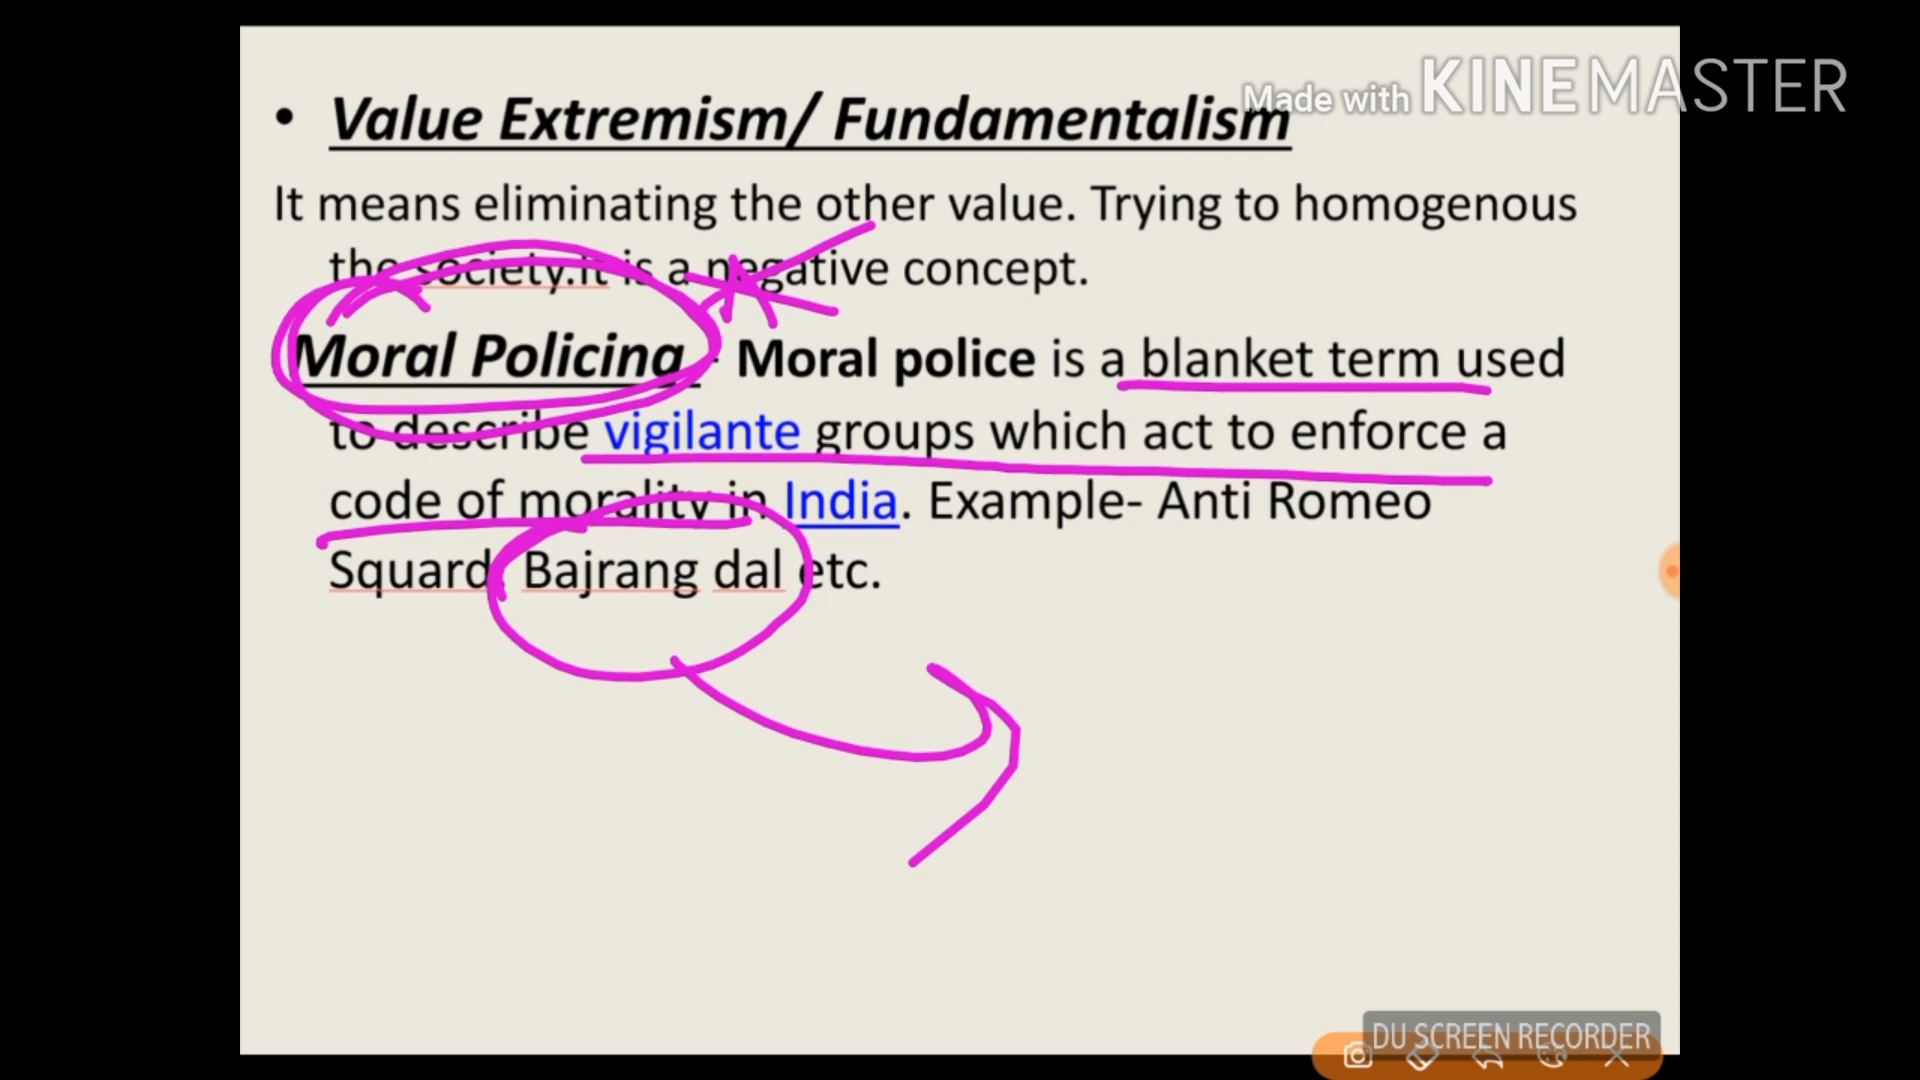 Made with KINEMASTER
• Value Extremism/ Fundamentalism
It means eliminating the other value. Trying to homogenous
the society.It is a negative concept.
Moral Policing - Moral police is a blanket term used
to describe vigilante groups which act to enforce a
code of morality in India. Example- Anti Romeo
Squard, Bajrang dal etc.
DU SCREEN RECORDER